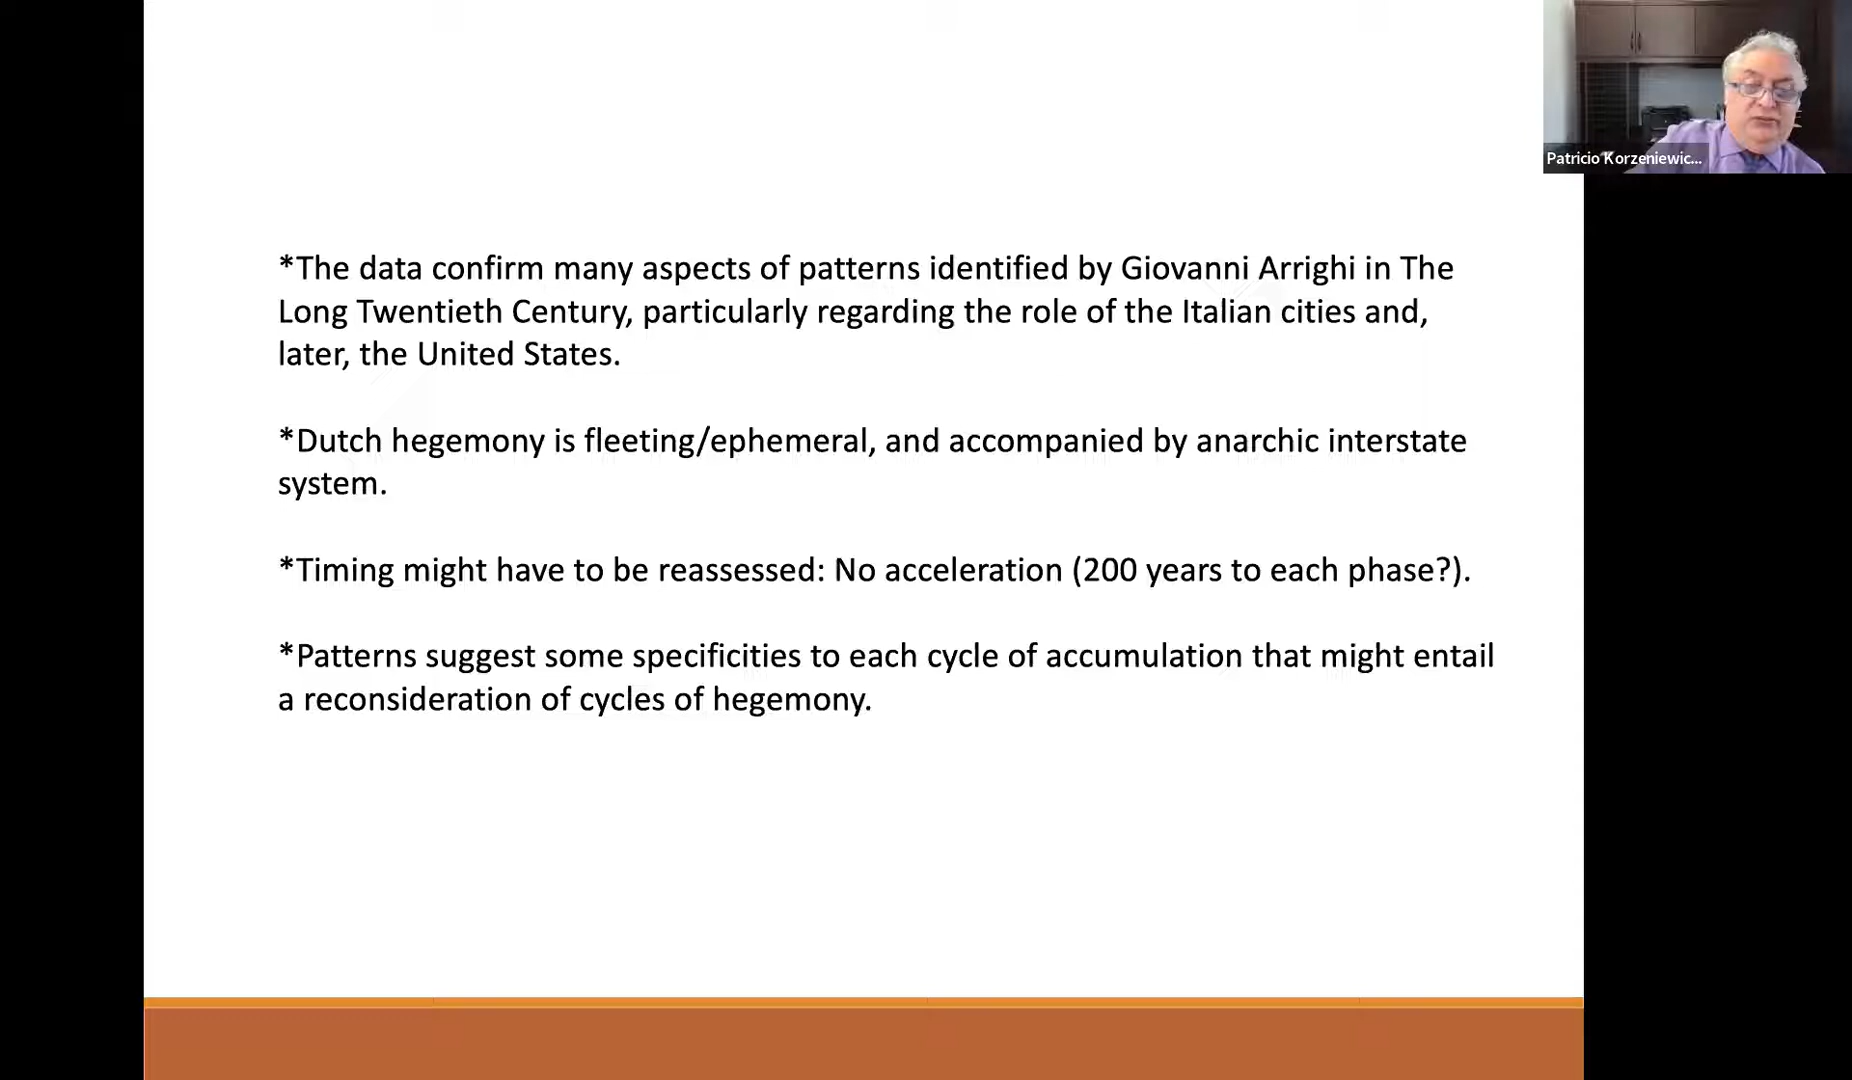 Patricio Korzeniewic...
*The data confirm many aspects of patterns identified by Giovanni Arrighi in The
Long Twentieth Century, particularly regarding the role of the Italian cities and,
later, the United States.
*Dutch hegemony is fleeting/ephemeral, and accompanied by anarchic interstate
system.
*Timing might have to be reassessed: No acceleration (200 years to each phase?).
*Patterns suggest some specificities to each cycle of accumulation that might entail
a reconsideration of cycles of hegemony.